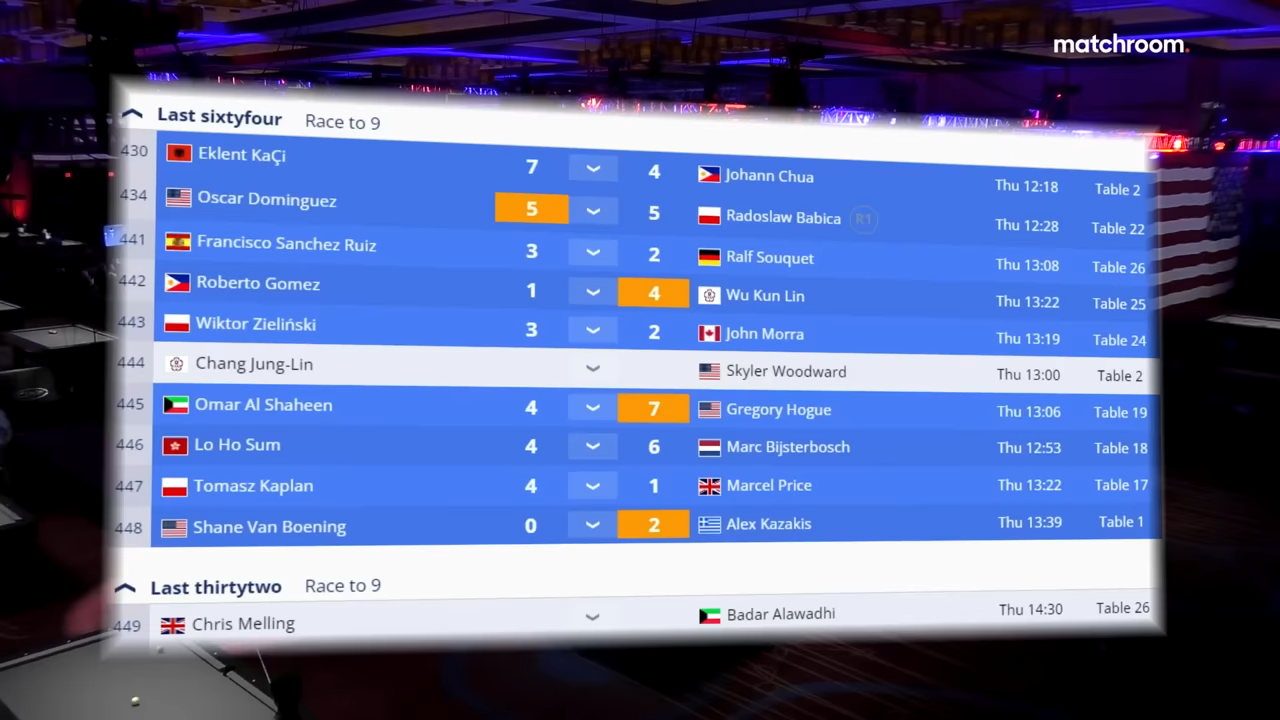 matchroom.
Last sixtyfour Race to 9
430 Eklent KaÇi 7 4 Johann Chua Thu 12:18 Table 2
434 Oscar Dominguez 5 5 Radoslaw Babica R1 Thu 12:28 Table 22
441 Francisco Sanchez Ruiz 3 2 Ralf Souquet Thu 13:08 Table 26
442 Roberto Gomez 1 4 Wu Kun Lin Thu 13:22 Table 25
443 Wiktor Zieliński 3 2 John Morra Thu 13:19 Table 24
444 Chang Jung-Lin Skyler Woodward Thu 13:00 Table 2
445 Omar Al Shaheen 4 7 Gregory Hogue Thu 13:06 Table 19
446 Lo Ho Sum 4 6 Marc Bijsterbosch Thu 12:53 Table 18
447 Tomasz Kaplan 4 1 Marcel Price Thu 13:22 Table 17
448 Shane Van Boening 0 2 Alex Kazakis Thu 13:39 Table 1
Last thirtytwo Race to 9
449 Chris Melling Badar Alawadhi Thu 14:30 Table 26